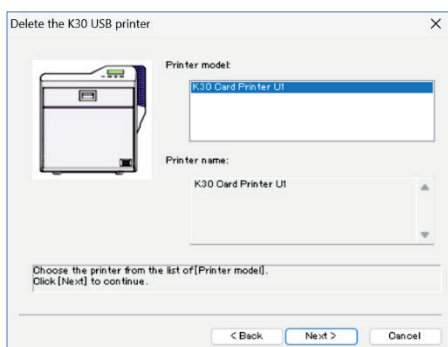 Delete the K30 USB printer
Printer model:
K30 Card Printer U1
Printer name:
K30 Card Printer U1
Choose the printer from the list of[Printer model].
Click [Next] to continue.
< Back
Next >
Cancel